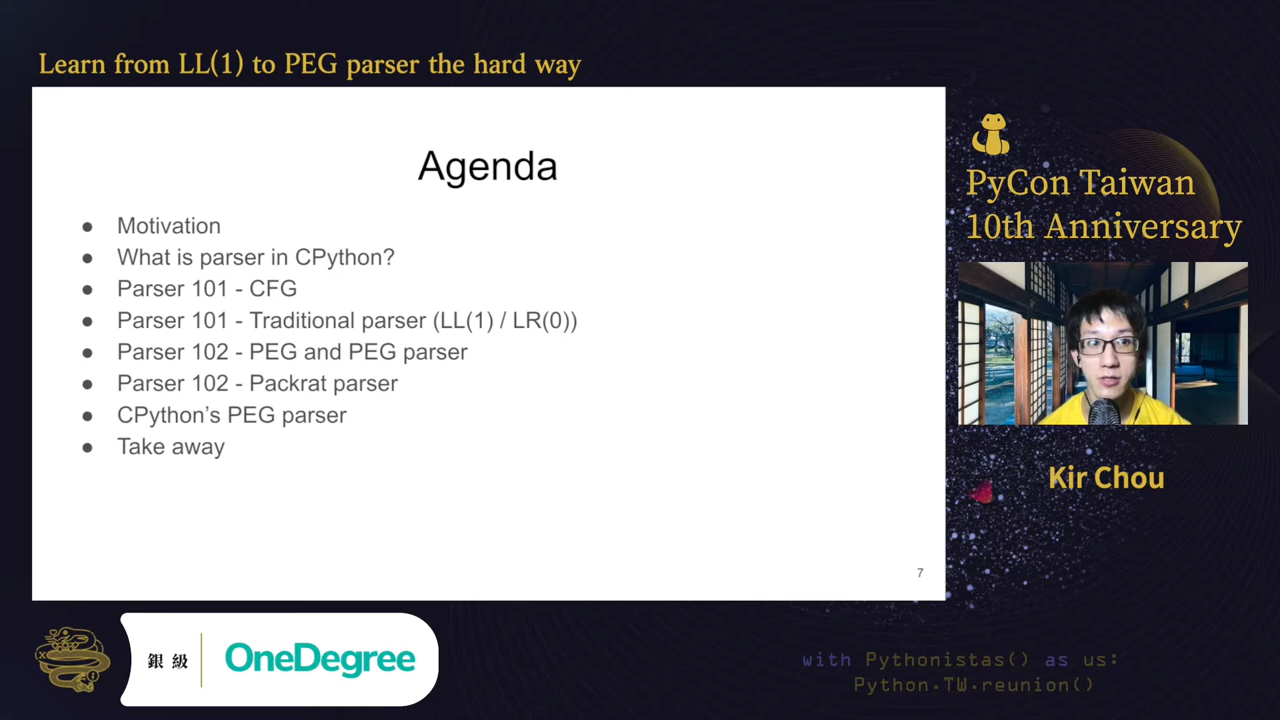 Learn from LL(1) to PEG parser the hard way
Agenda
● Motivation
● What is parser in CPython?
● Parser 101 - CFG
● Parser 101 - Traditional parser (LL(1) / LR(0))
● Parser 102 - PEG and PEG parser
● Parser 102 - Packrat parser
● CPython’s PEG parser
● Take away
7
PyCon Taiwan
10th Anniversary
Kir Chou
銀級
OneDegree
with Pythonistas() as us:
Python.TW.reunion()